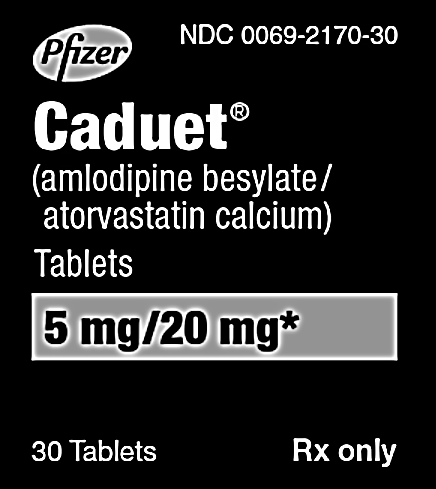 Pfizer
NDC 0069-2170-30
Caduet®
(amlodipine besylate/
atorvastatin calcium)
Tablets
5 mg/20 mg*
30 Tablets
Rx only